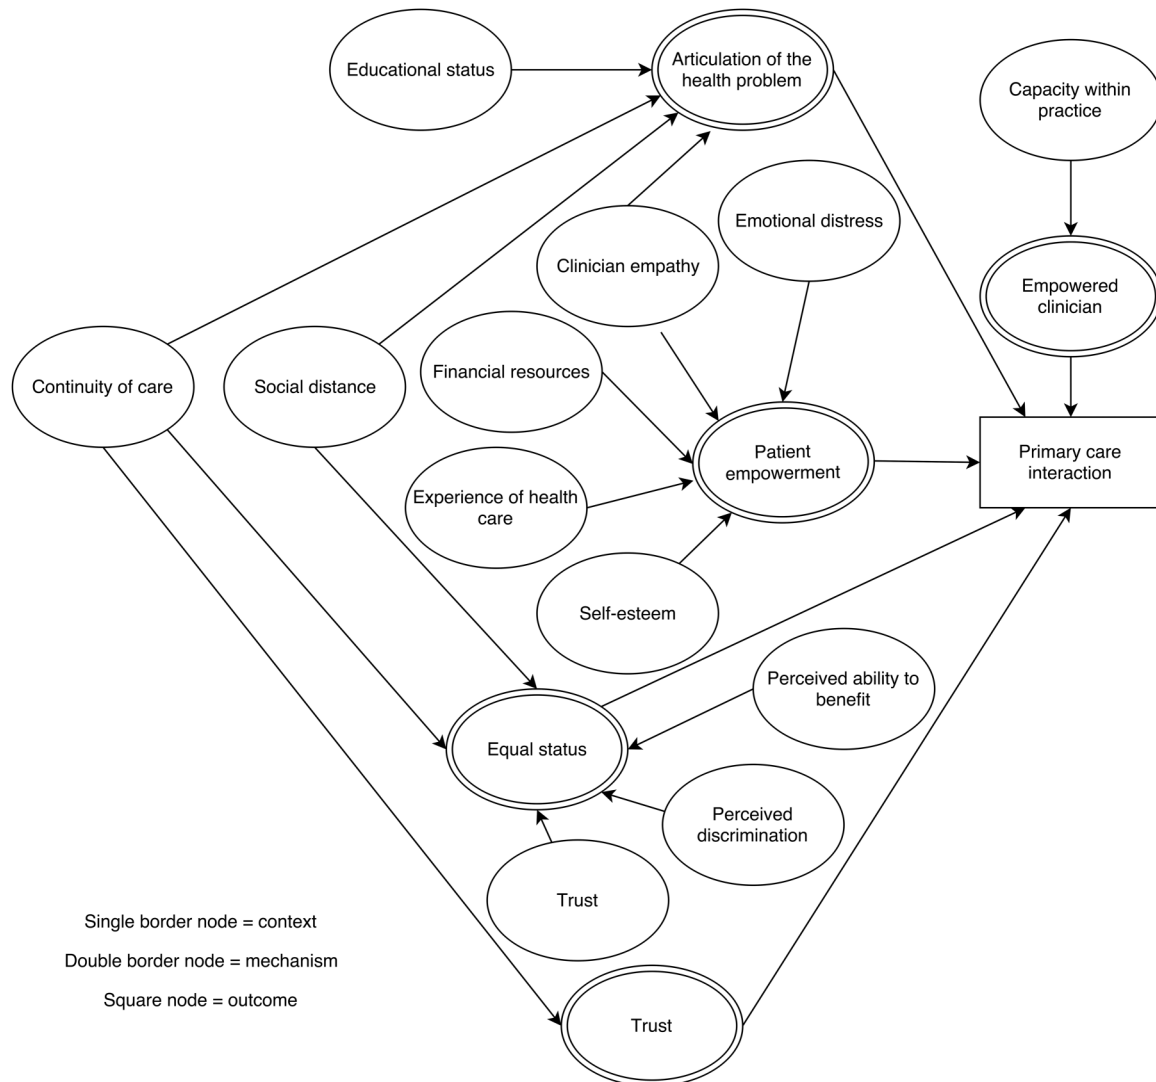 Educational status
Articulation of the
health problem
Capacity within
practice
Emotional distress
Clinician empathy
Empowered
clinician
Continuity of care
Social distance
Financial resources
Patient
empowerment
Primary care
interaction
Experience of health
care
Self-esteem
Perceived ability to
benefit
Equal status
Perceived
discrimination
Trust
Single border node = context
Double border node = mechanism
Square node = outcome
Trust